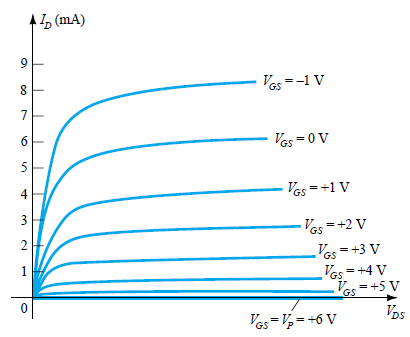 I_D (mA)
9
8
7
6
5
4
3
2
1
0
V_GS = –1 V
V_GS = 0 V
V_GS = +1 V
V_GS = +2 V
V_GS = +3 V
V_GS = +4 V
V_GS = +5 V
V_DS
V_GS = V_P = +6 V